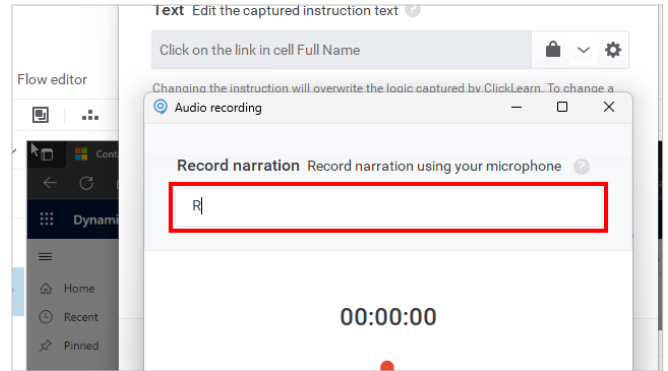 Text Edit the captured instruction text ?
Click on the link in cell Full Name
Flow editor
Changing the instruction will overwrite the logic captured by ClickLearn. To change a
Audio recording
Cont
Record narration Record narration using your microphone ?
R
Dynami
Home
Recent
Pinned
00:00:00